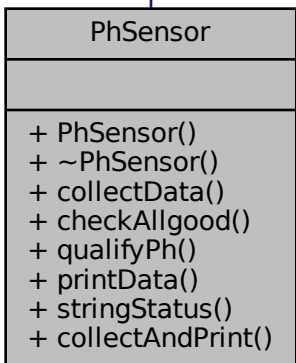 PhSensor
+ PhSensor()
+ ~PhSensor()
+ collectData()
+ checkAllgood()
+ qualifyPh()
+ printData()
+ stringStatus()
+ collectAndPrint()